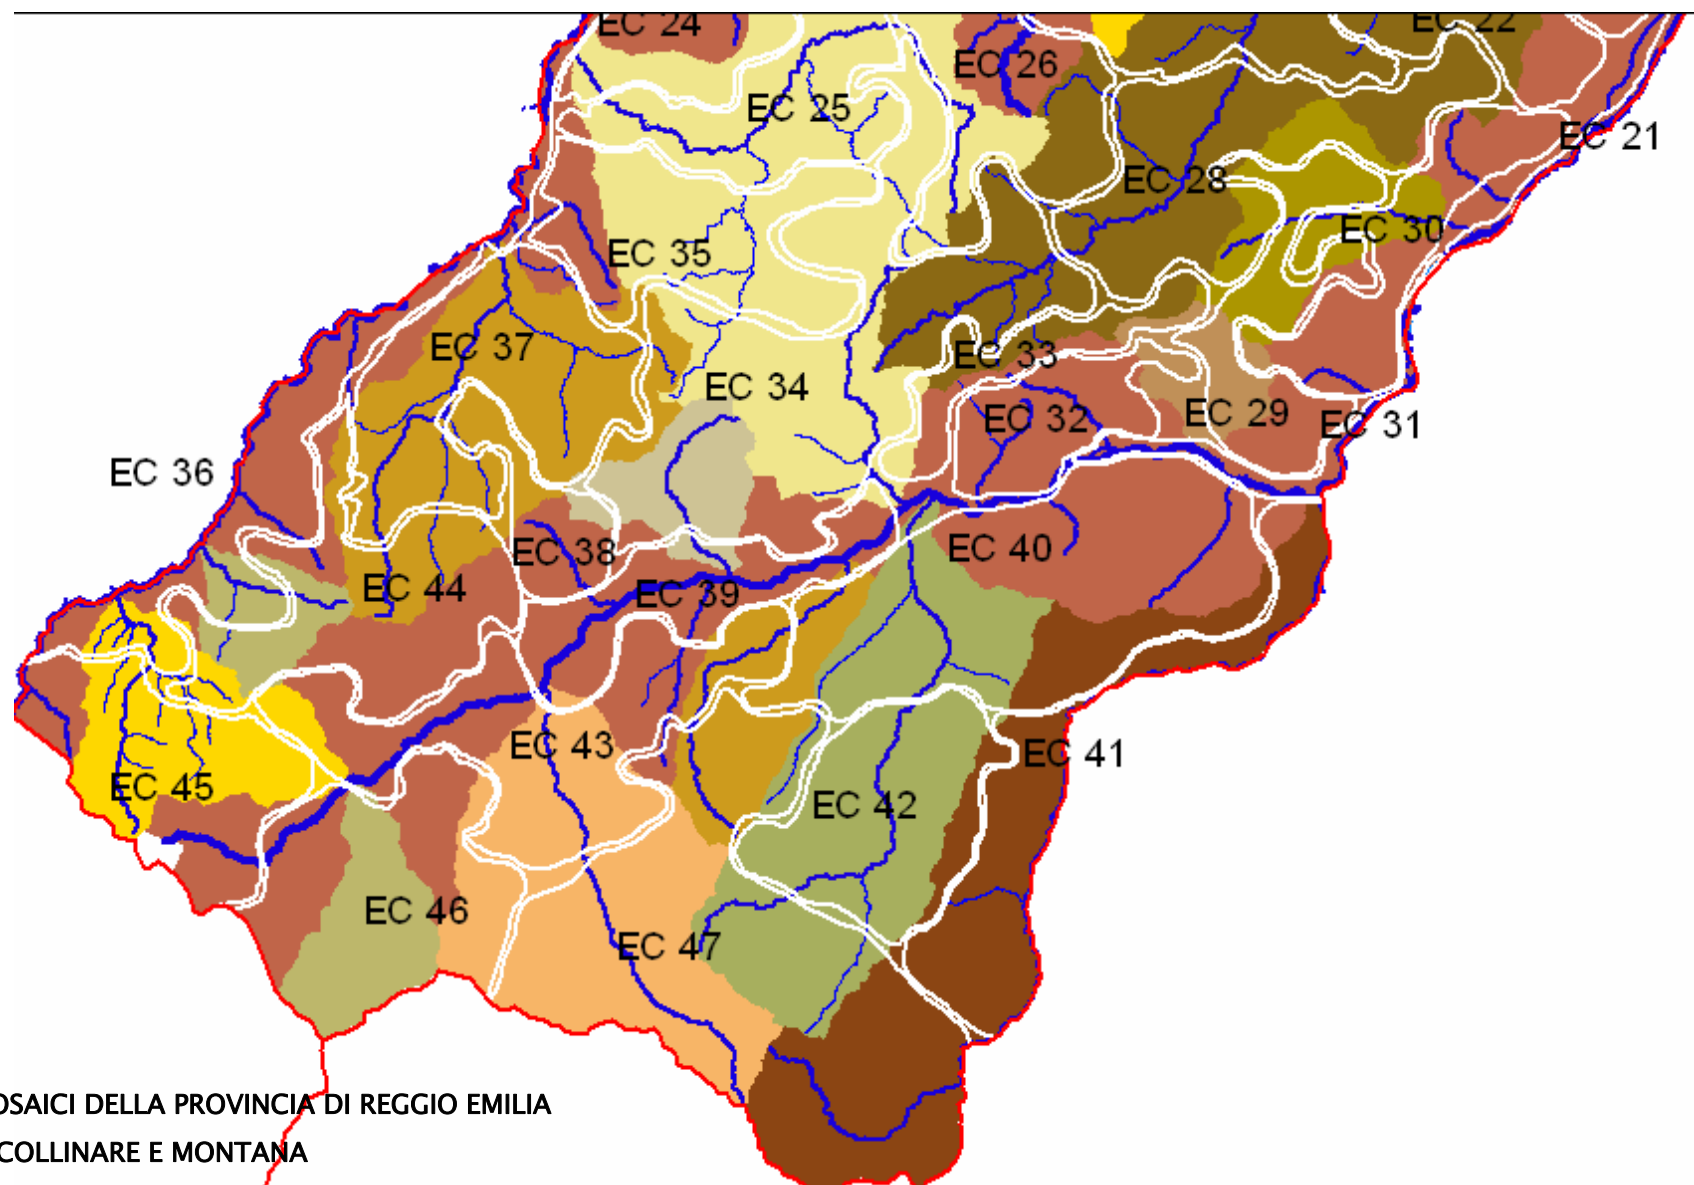 EC 24
EC 22
EC 26
EC 25
EC 21
EC 28
EC 30
EC 35
EC 37
EC 33
EC 34
EC 32
EC 29
EC 31
EC 36
EC 38
EC 40
EC 44
EC 39
EC 43
EC 41
EC 45
EC 42
EC 46
EC 47
OSAICI DELLA PROVINCIA DI REGGIO EMILIA
COLLINARE E MONTANA